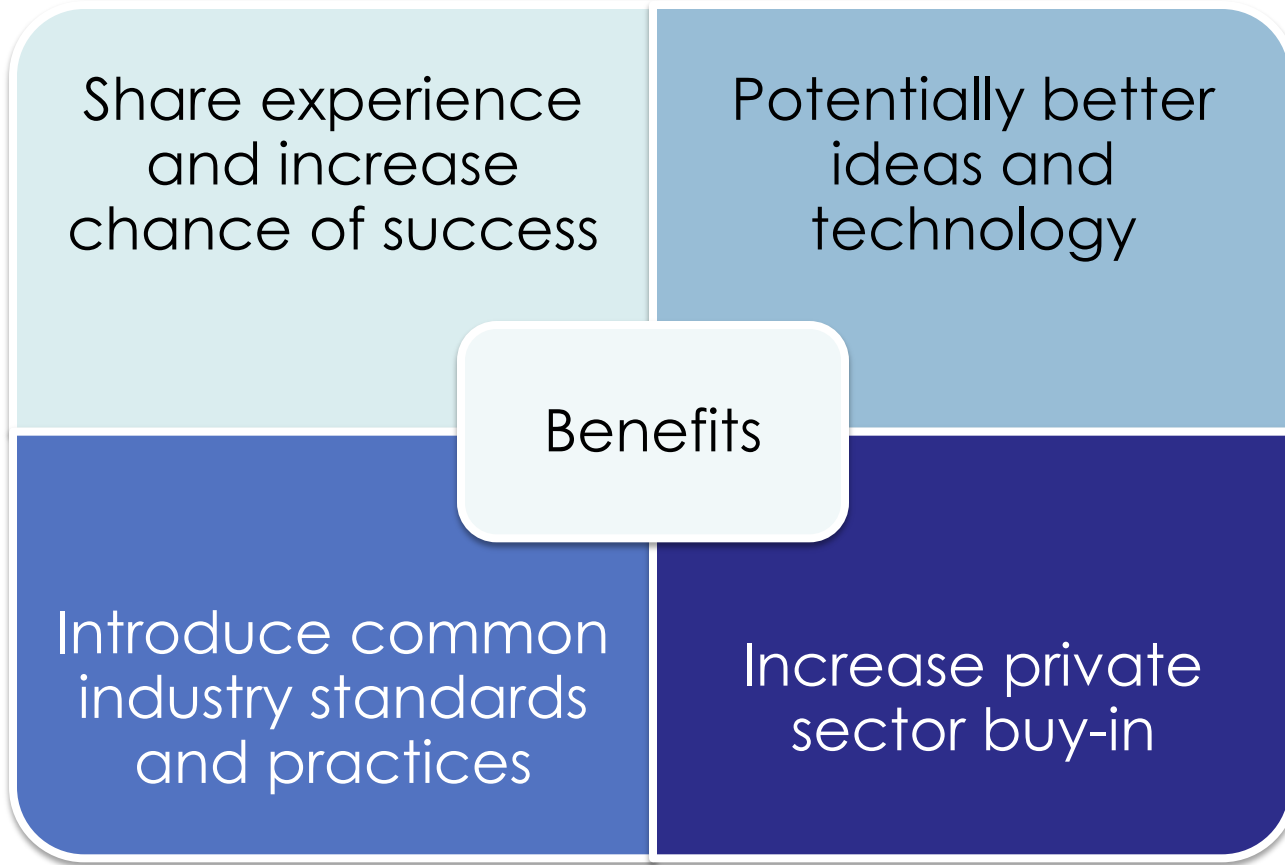 Share experience
and increase
chance of success
Potentially better
ideas and
technology
Benefits
Introduce common
industry standards
and practices
Increase private
sector buy-in